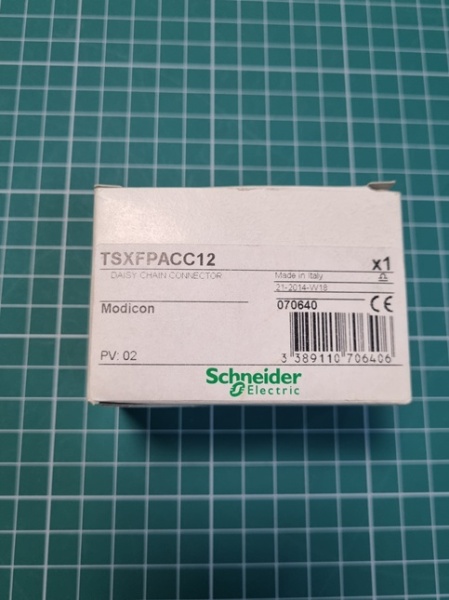 TSXFPACC12
x1
DAISY CHAIN CONNECTOR
Made in Italy
21-2014-W18
Modicon
070640
CE
PV: 02
3 389110 706406
Schneider
Electric